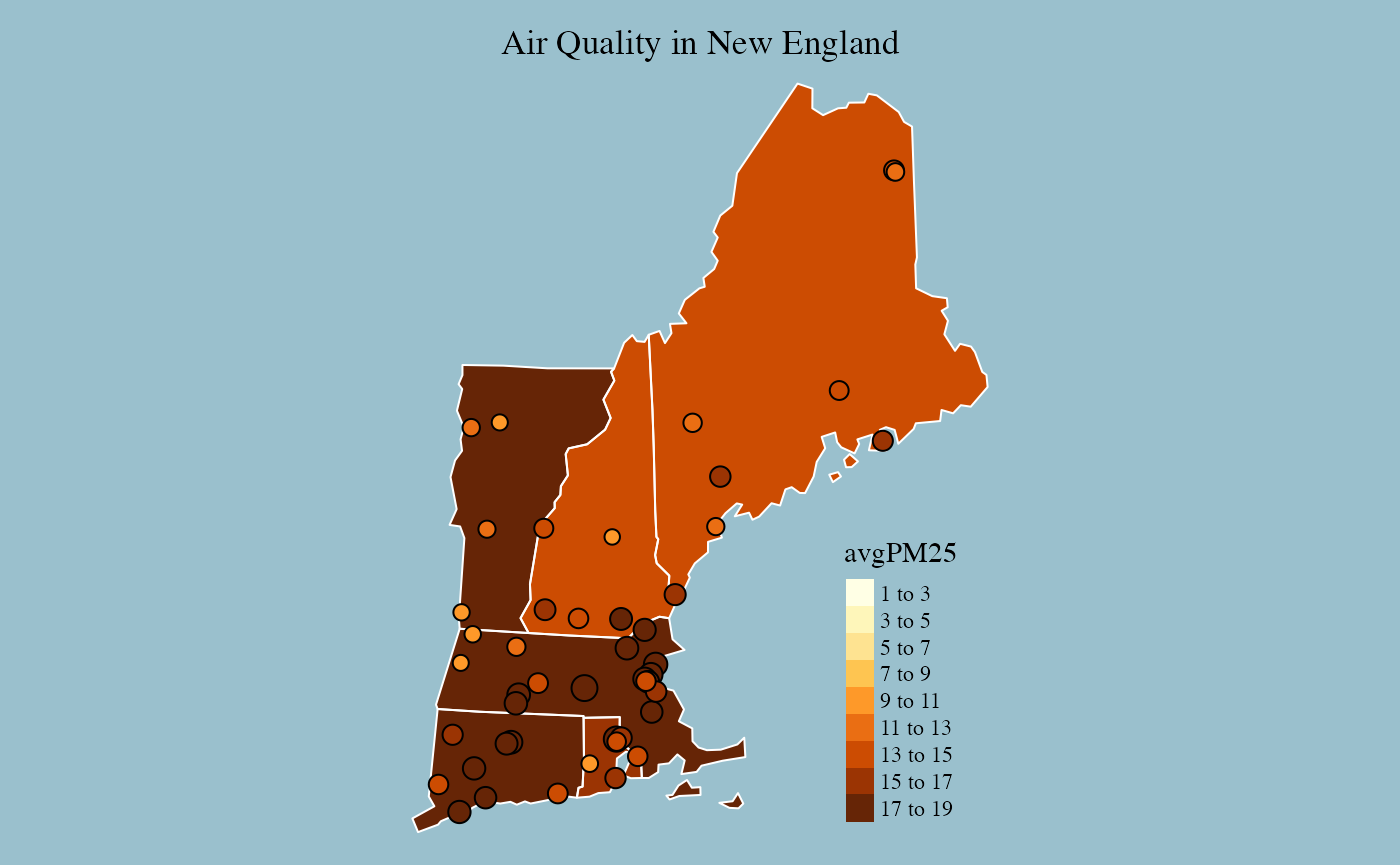 Air Quality in New England
avgPM25
1 to 3
3 to 5
5 to 7
7 to 9
9 to 11
11 to 13
13 to 15
15 to 17
17 to 19